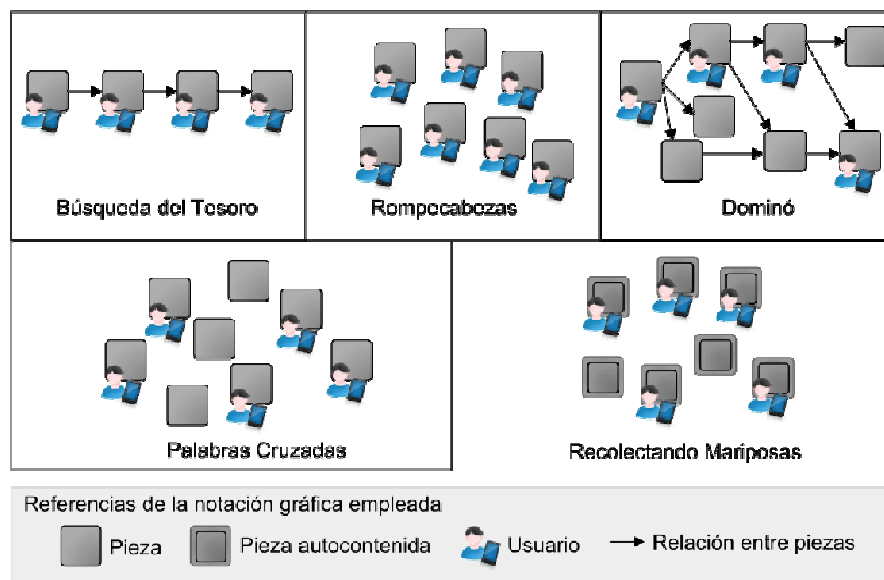 Búsqueda del Tesoro
Rompecabezas
Dominó
Palabras Cruzadas
Recolectando Mariposas
Referencias de la notación gráfica empleada
Pieza
Pieza autocontenida
Usuario
Relación entre piezas